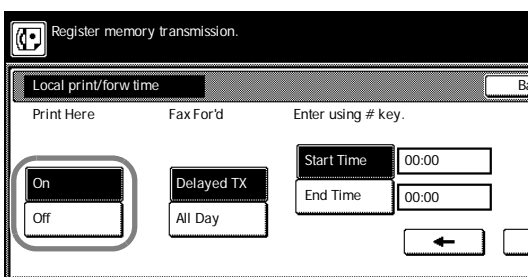 Register memory transmission.
Local print/forw time
Print Here Fax For'd Enter using # key.
On Delayed TX Start Time 00:00
Off All Day End Time 00:00